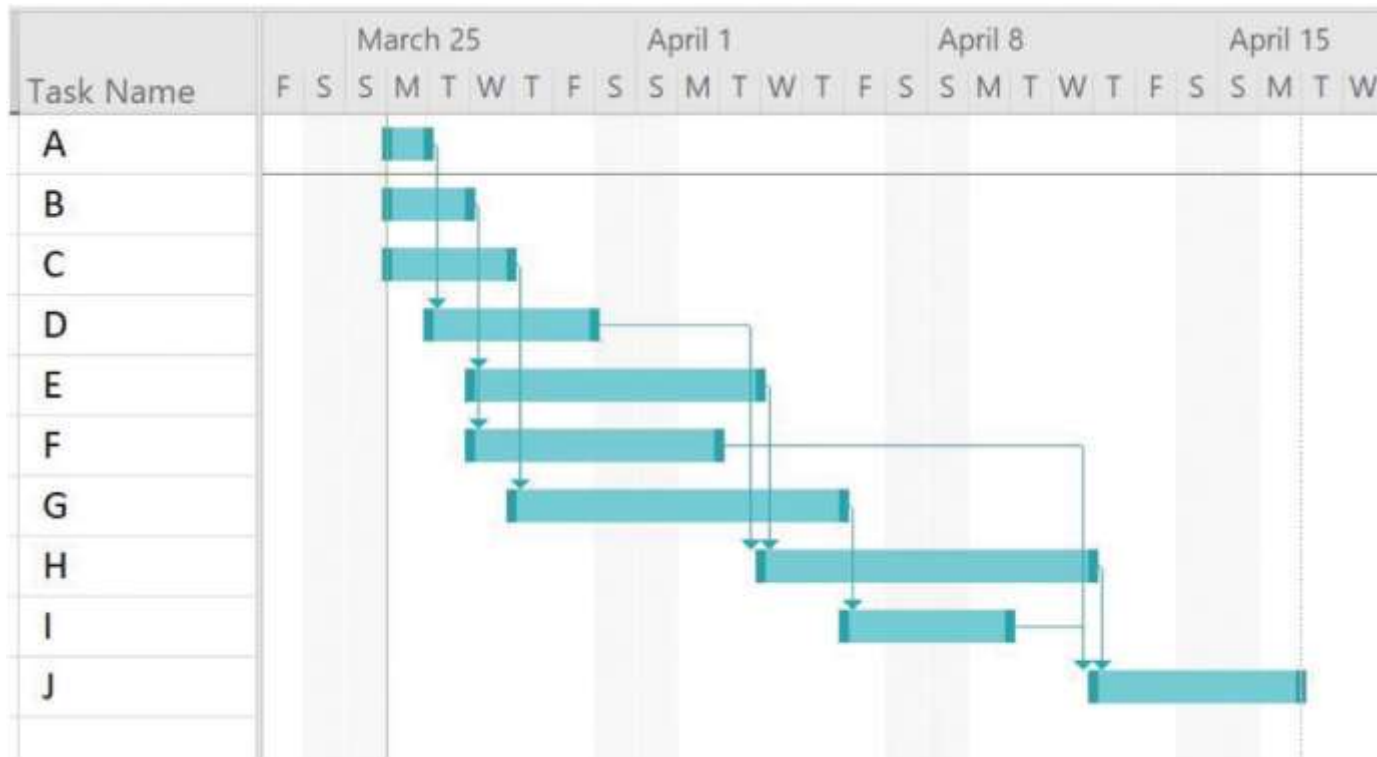 March 25 April 1 April 8 April 15
Task Name F S S M T W T F S S M T W T F S S M T W T F S S M T W
A
B
C
D
E
F
G
H
I
J